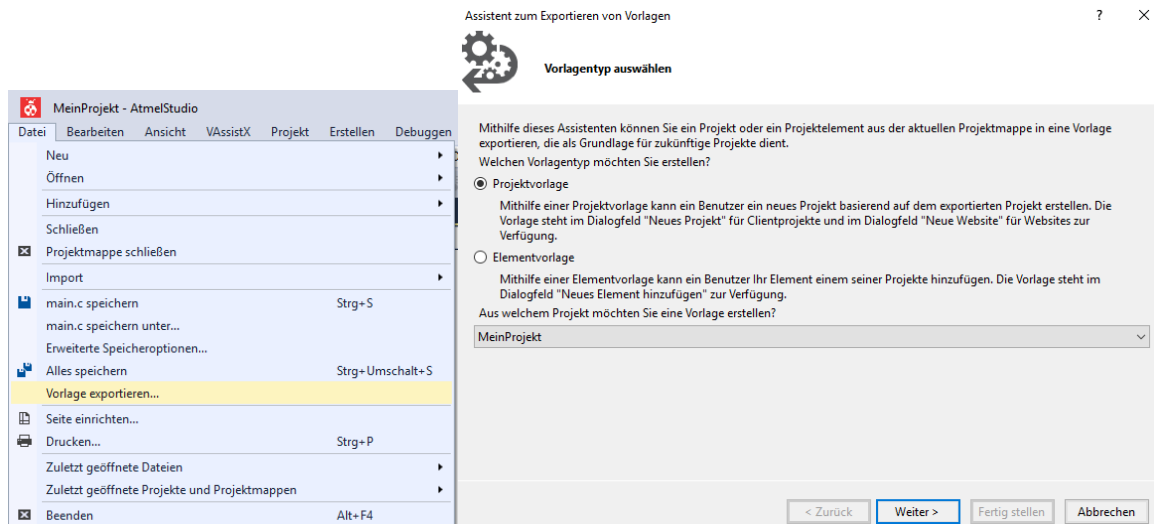 MeinProjekt - AtmelStudio
Datei Bearbeiten Ansicht VAssistX Projekt Erstellen Debuggen
Neu
Öffnen
Hinzufügen
Schließen
Projektmappe schließen
Import
main.c speichern Strg+S
main.c speichern unter...
Erweiterte Speicheroptionen...
Alles speichern Strg+Umschalt+S
Vorlage exportieren...
Seite einrichten...
Drucken... Strg+P
Zuletzt geöffnete Dateien
Zuletzt geöffnete Projekte und Projektmappen
Beenden Alt+F4
Assistent zum Exportieren von Vorlagen
Vorlagentyp auswählen
Mithilfe dieses Assistenten können Sie ein Projekt oder ein Projektelement aus der aktuellen Projektmappe in eine Vorlage
exportieren, die als Grundlage für zukünftige Projekte dient.
Welchen Vorlagentyp möchten Sie erstellen?
Projektvorlage
Mithilfe einer Projektvorlage kann ein Benutzer ein neues Projekt basierend auf dem exportierten Projekt erstellen. Die
Vorlage steht im Dialogfeld "Neues Projekt" für Clientprojekte und im Dialogfeld "Neue Website" für Websites zur
Verfügung.
Elementvorlage
Mithilfe einer Elementvorlage kann ein Benutzer Ihr Element einem seiner Projekte hinzufügen. Die Vorlage steht im
Dialogfeld "Neues Element hinzufügen" zur Verfügung.
Aus welchem Projekt möchten Sie eine Vorlage erstellen?
MeinProjekt
< Zurück Weiter > Fertig stellen Abbrechen